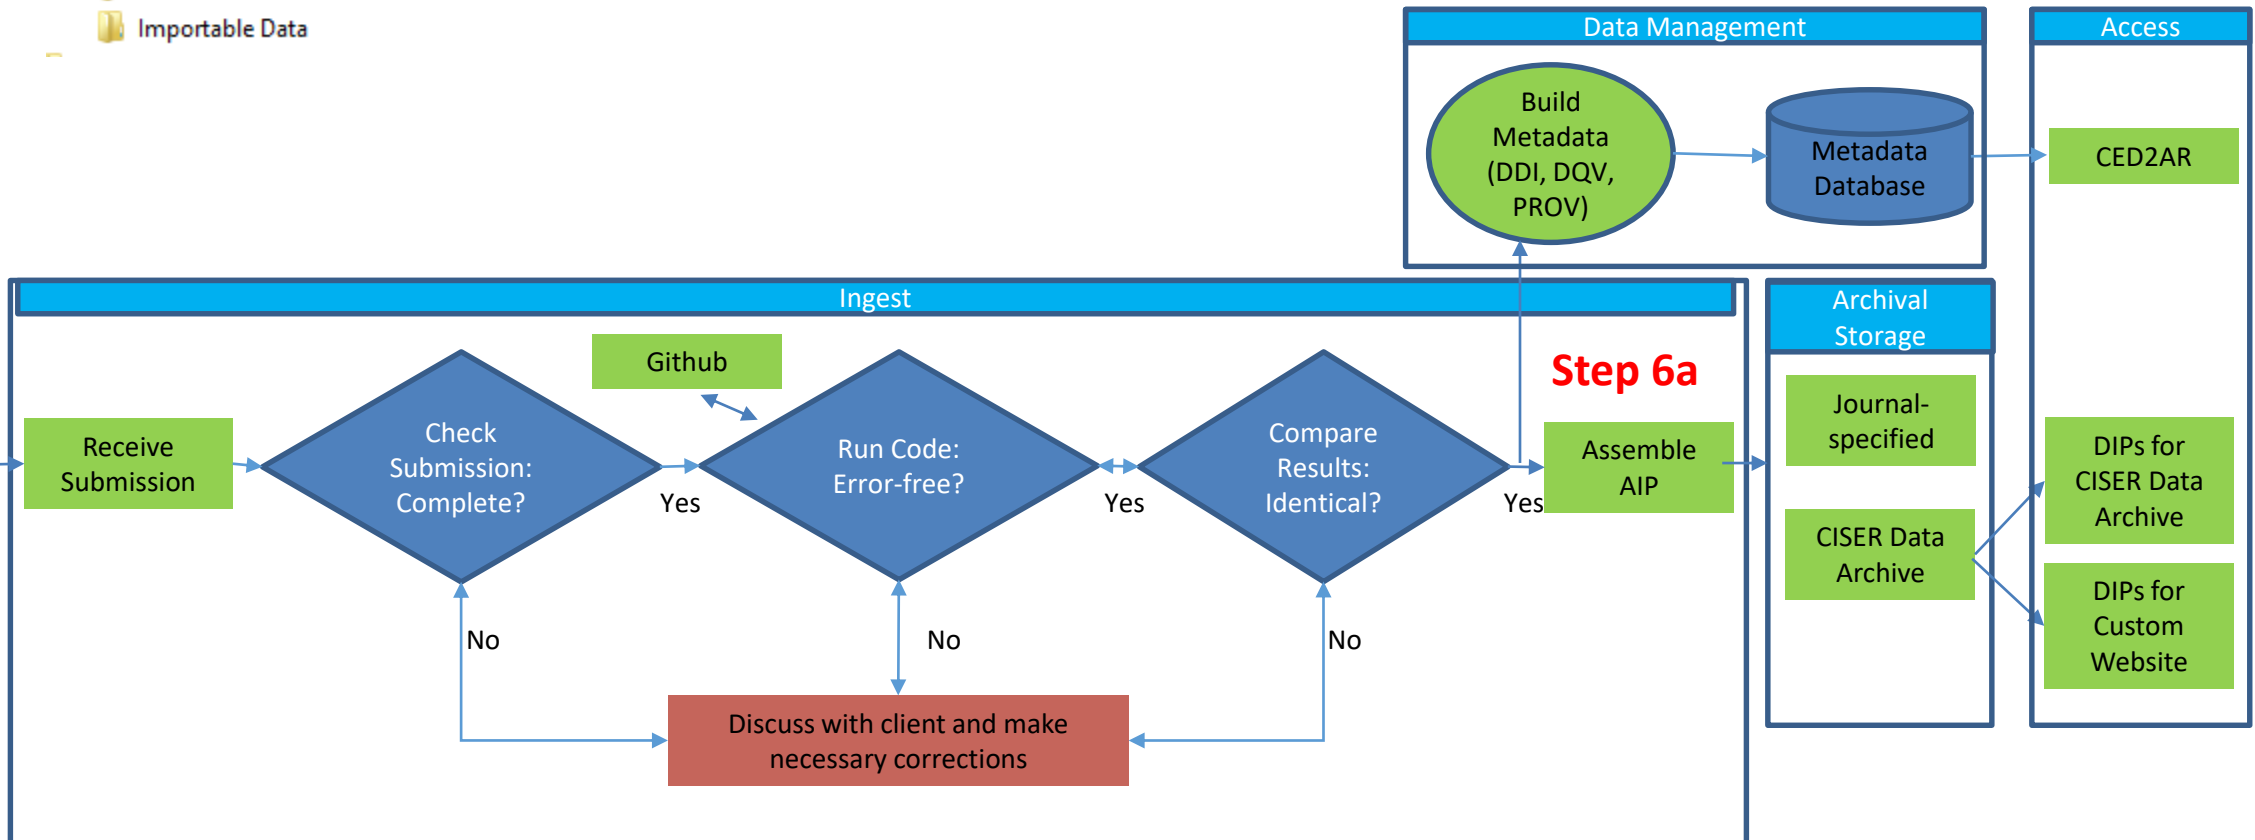 Importable Data
Data Management
Access
Build
Metadata
(DDI, DQV,
PROV)
Metadata
Database
CED2AR
Ingest
Archival
Storage
Github
Step 6a
Receive
Submission
Check
Submission:
Complete?
Yes
Run Code:
Error-free?
Yes
Compare
Results:
Identical?
Yes
Assemble
AIP
Journal-
specified
CISER Data
Archive
DIPs for
CISER Data
Archive
DIPs for
Custom
Website
No
No
No
Discuss with client and make
necessary corrections